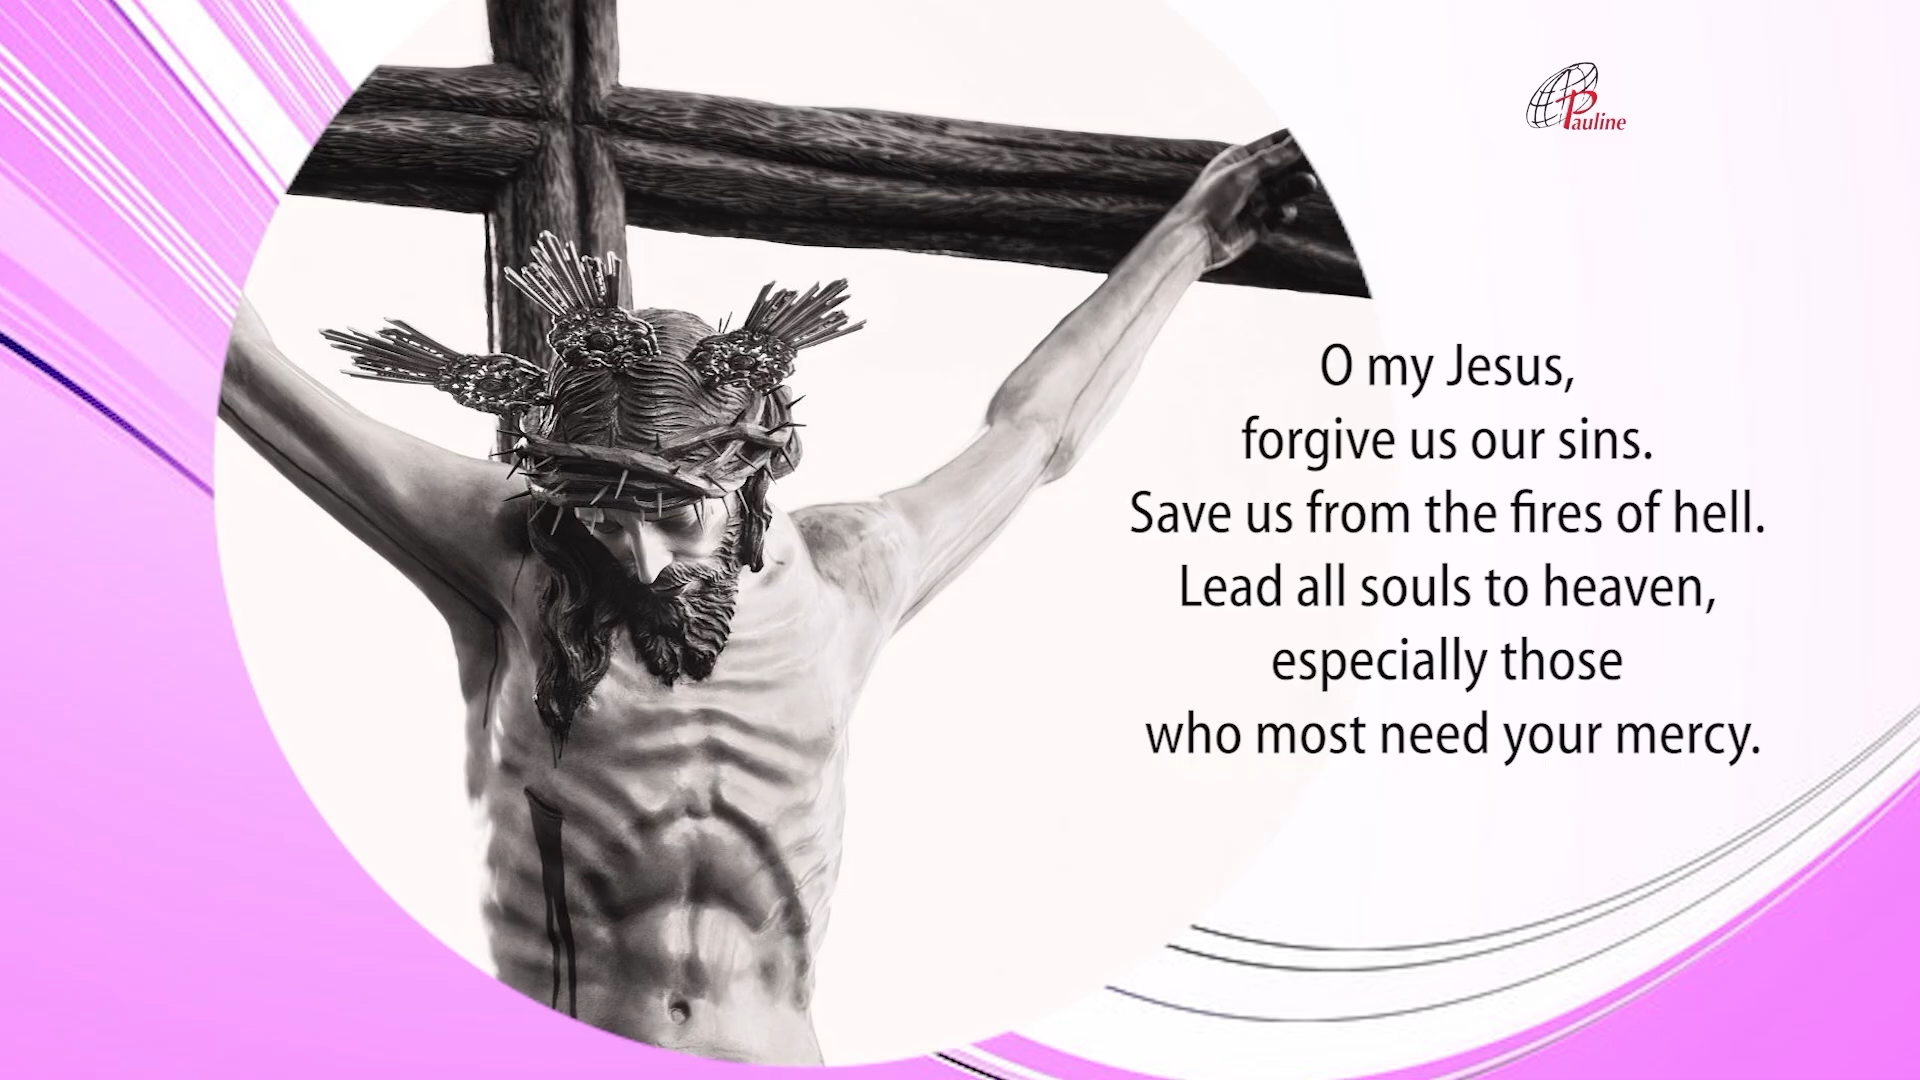 Pauline
O my Jesus,
forgive us our sins.
Save us from the fires of hell.
Lead all souls to heaven,
especially those
who most need your mercy.